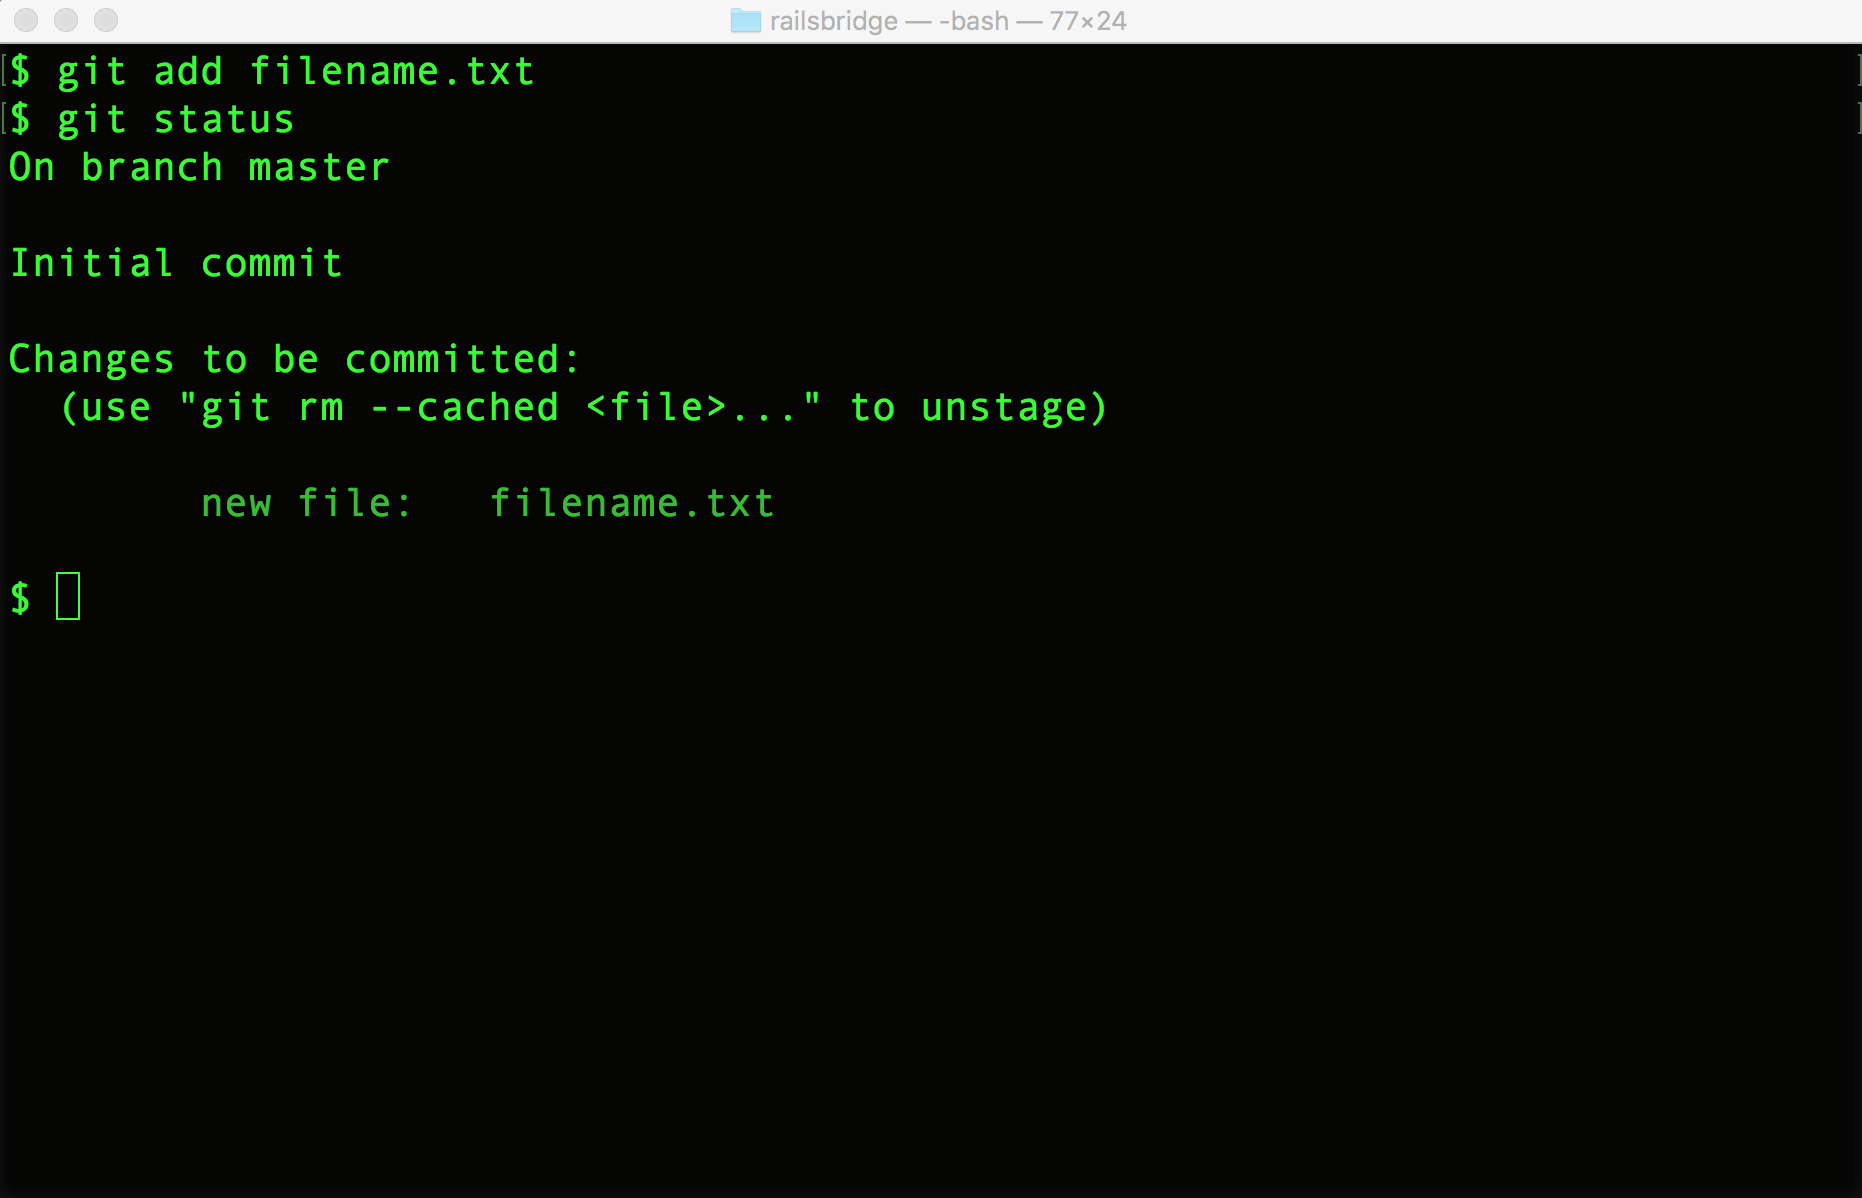 railsbridge — -bash — 77×24
$ git add filename.txt
$ git status
On branch master
Initial commit
Changes to be committed:
  (use "git rm --cached <file>..." to unstage)
        new file:   filename.txt
$